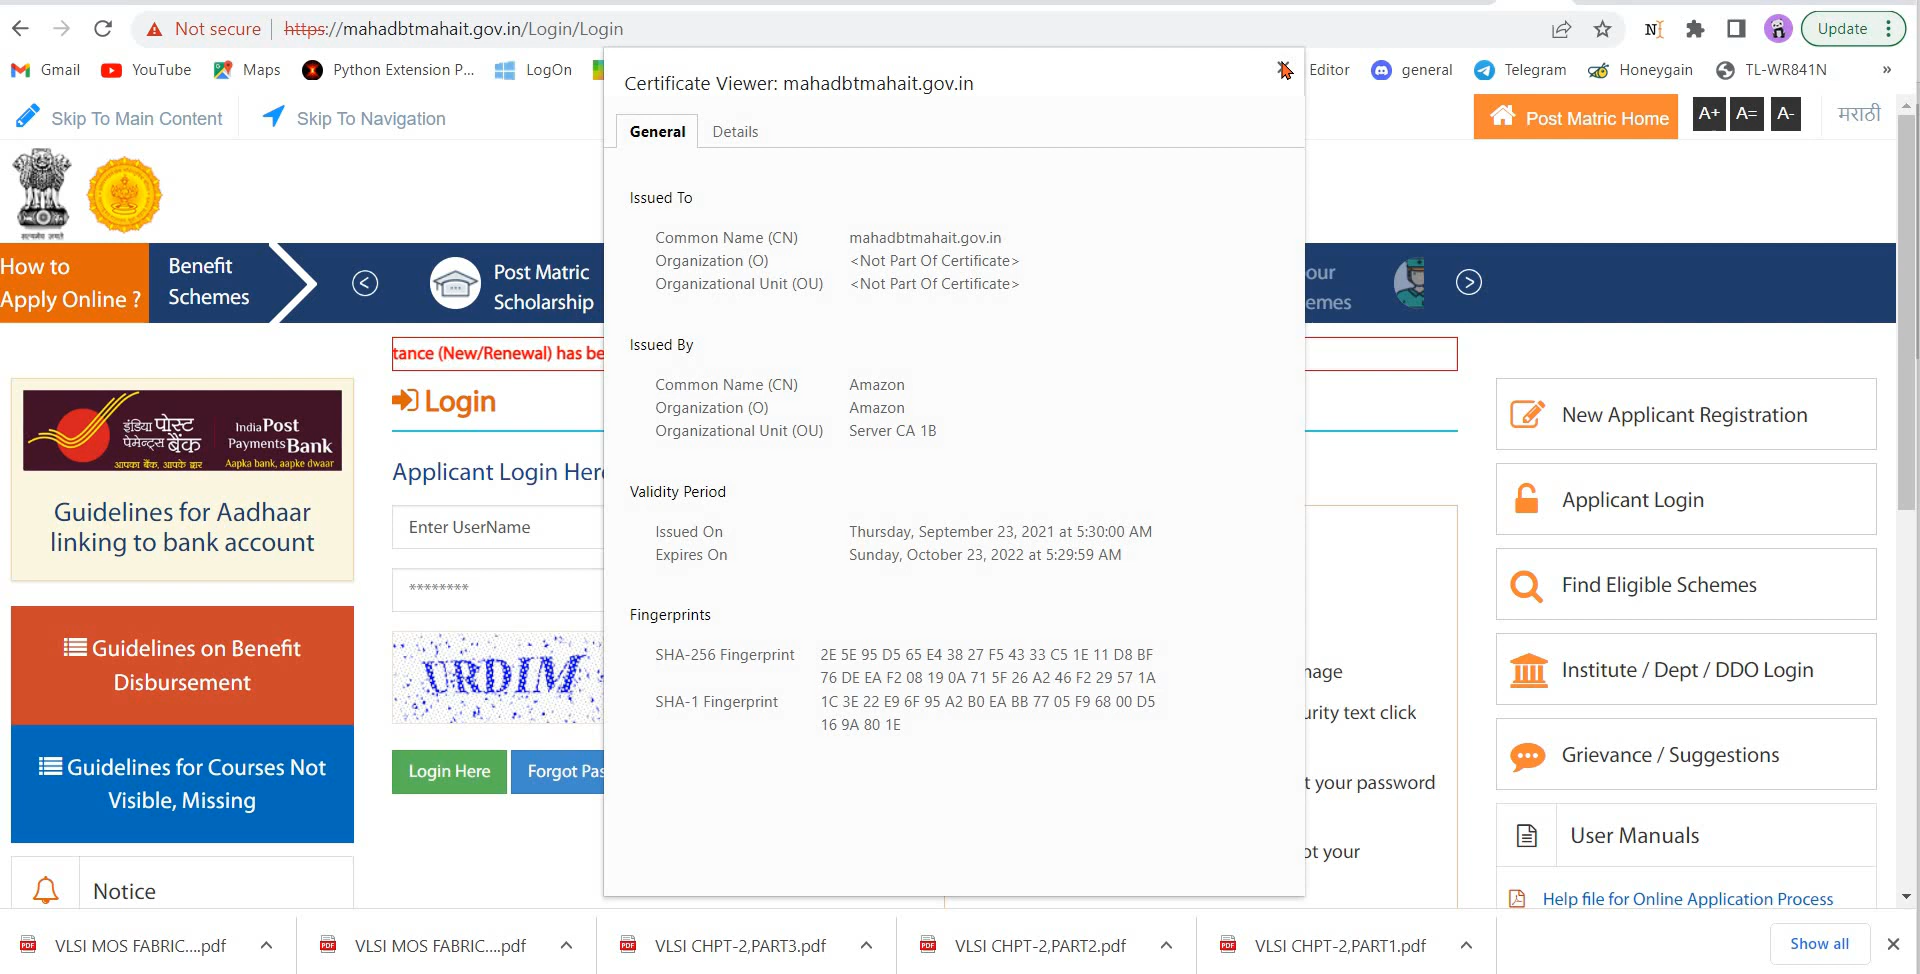 Not secure
https://mahadbtmahait.gov.in/Login/Login
Update
Gmail
YouTube
Maps
Python Extension P...
LogOn
Editor
general
Telegram
Honeygain
TL-WR841N
»
Skip To Main Content
Skip To Navigation
Post Matric Home
A+
A=
A-
मराठी
How to
Apply Online ?
Benefit
Schemes
Post Matric
Scholarship
our
emes
tance (New/Renewal) has be
Login
Applicant Login Her
Enter UserName
********
URDIM
Login Here
Forgot Pas
इंडिया पोस्ट
पेमेन्ट्स बैंक
आपका बैंक, आपके द्वार
IndiaPost
PaymentsBank
Aapka bank, aapke dwaar
Guidelines for Aadhaar
linking to bank account
Guidelines on Benefit
Disbursement
Guidelines for Courses Not
Visible, Missing
Notice
Certificate Viewer: mahadbtmahait.gov.in
General
Details
Issued To
Common Name (CN) mahadbtmahait.gov.in
Organization (O) <Not Part Of Certificate>
Organizational Unit (OU) <Not Part Of Certificate>
Issued By
Common Name (CN) Amazon
Organization (O) Amazon
Organizational Unit (OU) Server CA 1B
Validity Period
Issued On Thursday, September 23, 2021 at 5:30:00 AM
Expires On Sunday, October 23, 2022 at 5:29:59 AM
Fingerprints
SHA-256 Fingerprint 2E 5E 95 D5 65 E4 38 27 F5 43 33 C5 1E 11 D8 BF
76 DE EA F2 08 19 0A 71 5F 26 A2 46 F2 29 57 1A
SHA-1 Fingerprint 1C 3E 22 E9 6F 95 A2 B0 EA BB 77 05 F9 68 00 D5
16 9A 80 1E
nage
urity text click
t your password
ot your
New Applicant Registration
Applicant Login
Find Eligible Schemes
Institute / Dept / DDO Login
Grievance / Suggestions
User Manuals
Help file for Online Application Process
VLSI MOS FABRIC....pdf
VLSI MOS FABRIC....pdf
VLSI CHPT-2,PART3.pdf
VLSI CHPT-2,PART2.pdf
VLSI CHPT-2,PART1.pdf
Show all